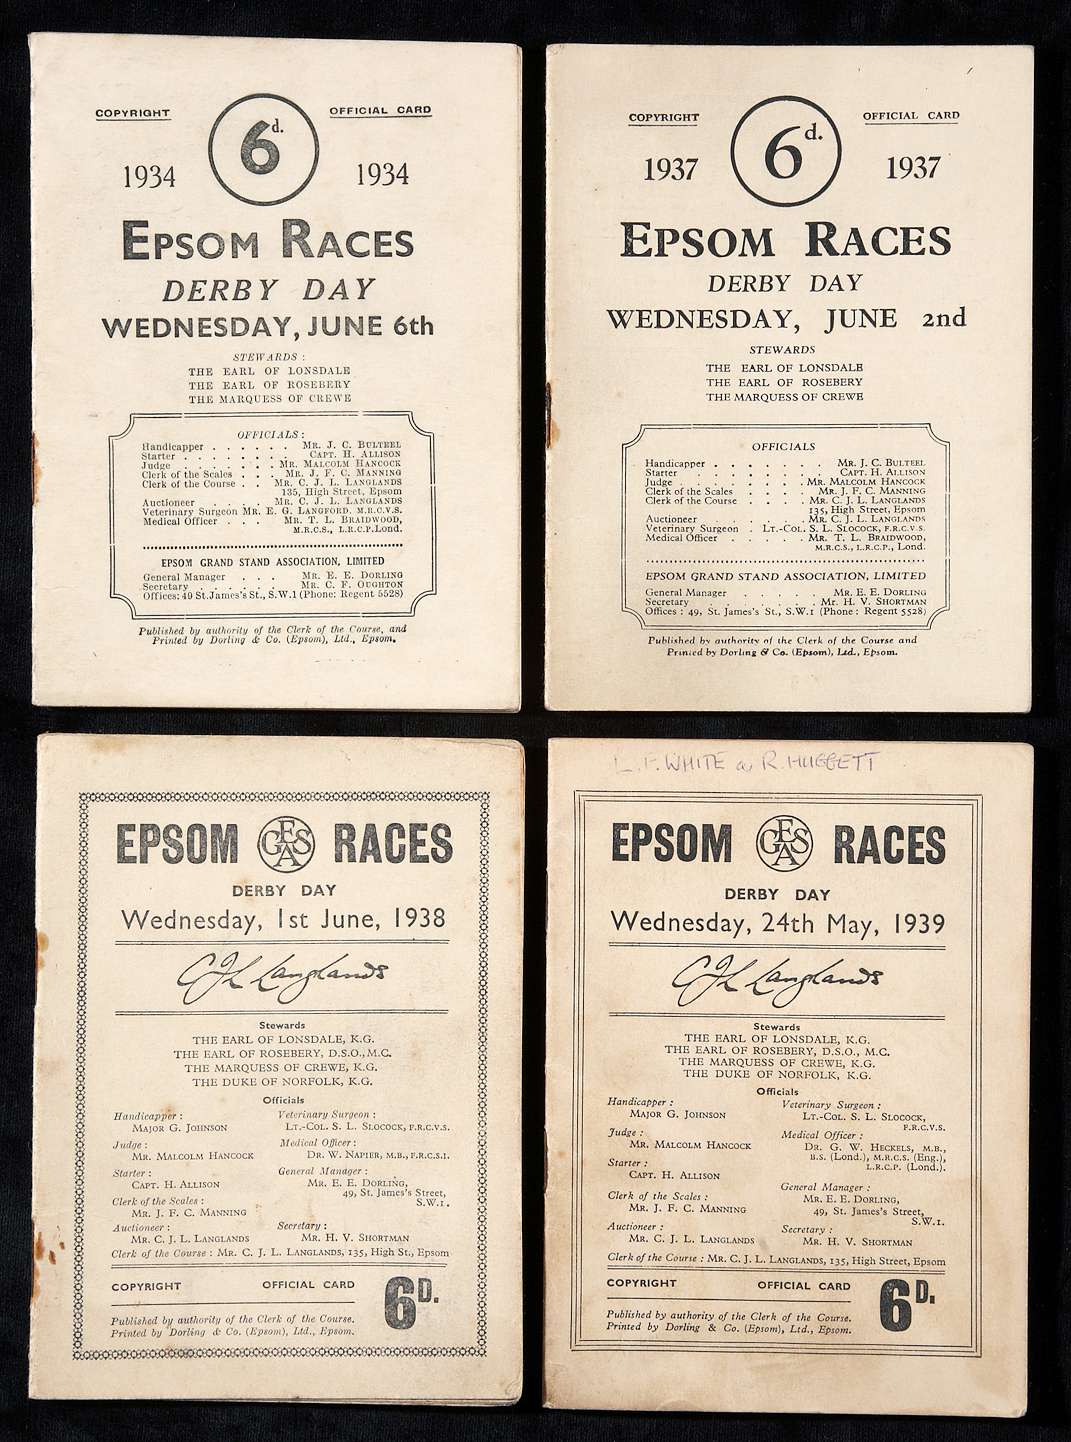 COPYRIGHT 6d. OFFICIAL CARD
1934 1934
EPSOM RACES
DERBY DAY
WEDNESDAY, JUNE 6th
STEWARDS :
THE EARL OF LONSDALE
THE EARL OF ROSEBERY
THE MARQUESS OF CREWE
OFFICIALS :
Handicapper . . . . . . MR. J. C. BULTEEL
Starter . . . . . . . CAPT. H. ALLISON
Judge . . . . . . . MR. MALCOLM HANCOCK
Clerk of the Scales . . . MR. J. F. C. MANNING
Clerk of the Course . . MR. C. J. L. LANGLANDS
135, High Street, Epsom
Auctioneer . . . . . MR. C. J. L. LANGLANDS
Veterinary Surgeon MR. E. G. LANGFORD, M.R.C.V.S.
Medical Officer . . . MR. T. L. BRAIDWOOD,
M.R.C.S., L.R.C.P.Lond.
EPSOM GRAND STAND ASSOCIATION, LIMITED
General Manager . . . MR. E. E. DORLING
Secretary . . . . . MR. C. F. OUGHTON
Offices: 49 St.James's St., S.W.1 (Phone: Regent 5528)
Published by authority of the Clerk of the Course, and
Printed by Dorling & Co. (Epsom), Ltd., Epsom.
COPYRIGHT 6d. OFFICIAL CARD
1937 1937
EPSOM RACES
DERBY DAY
WEDNESDAY, JUNE 2nd
STEWARDS
THE EARL OF LONSDALE
THE EARL OF ROSEBERY
THE MARQUESS OF CREWE
OFFICIALS
Handicapper . . . . . . . MR. J. C. BULTEEL
Starter . . . . . . . CAPT. H. ALLISON
Judge . . . . . . . MR. MALCOLM HANCOCK
Clerk of the Scales . . . . MR. J. F. C. MANNING
Clerk of the Course . . . MR. C. J. L. LANGLANDS
135, High Street, Epsom
Auctioneer . . . . . MR. C. J. L. LANGLANDS
Veterinary Surgeon . LT.-COL. S. L. SLOCOCK, F.R.C.V.S.
Medical Officer . . . . . MR. T. L. BRAIDWOOD,
M.R.C.S., L.R.C.P., Lond.
EPSOM GRAND STAND ASSOCIATION, LIMITED
General Manager . . . . . MR. E. E. DORLING
Secretary . . . . . MR. H. V. SHORTMAN
Offices : 49, St. James's St., S.W.1 (Phone : Regent 5528)
Published by authority of the Clerk of the Course and
Printed by Dorling & Co. (Epsom), Ltd., Epsom.
EPSOM EGSA RACES
DERBY DAY
Wednesday, 1st June, 1938
C J L Langlands
Stewards
THE EARL OF LONSDALE, K.G.
THE EARL OF ROSEBERY, D.S.O., M.C.
THE MARQUESS OF CREWE, K.G.
THE DUKE OF NORFOLK, K.G.
Officials
Handicapper :
MAJOR G. JOHNSON
Judge :
MR. MALCOLM HANCOCK
Starter :
CAPT. H. ALLISON
Clerk of the Scales :
MR. J. F. C. MANNING
Auctioneer :
MR. C. J. L. LANGLANDS
Veterinary Surgeon :
LT.-COL. S. L. SLOCOCK, F.R.C.V.S.
Medical Officer :
DR. W. NAPIER, M.B., F.R.C.S.I.
General Manager :
MR. E. E. DORLING,
49, St. James's Street,
S.W.1.
Secretary :
MR. H. V. SHORTMAN
Clerk of the Course : MR. C. J. L. LANGLANDS, 135, High St., Epsom
COPYRIGHT OFFICIAL CARD 6D.
Published by authority of the Clerk of the Course.
Printed by Dorling & Co. (Epsom), Ltd., Epsom.
L. F. WHITE R. HUGGETT
EPSOM EGSA RACES
DERBY DAY
Wednesday, 24th May, 1939
C J L Langlands
Stewards
THE EARL OF LONSDALE, K.G.
THE EARL OF ROSEBERY, D.S.O., M.C.
THE MARQUESS OF CREWE, K.G.
THE DUKE OF NORFOLK, K.G.
Officials
Handicapper :
MAJOR G. JOHNSON
Judge :
MR. MALCOLM HANCOCK
Starter :
CAPT. H. ALLISON
Clerk of the Scales :
MR. J. F. C. MANNING
Auctioneer :
MR. C. J. L. LANGLANDS
Veterinary Surgeon :
LT.-COL. S. L. SLOCOCK,
F.R.C.V.S.
Medical Officer :
DR. G. W. HECKELS, M.B.,
B.S. (Lond.), M.R.C.S. (Eng.),
L.R.C.P. (Lond.).
General Manager :
MR. E. E. DORLING,
49, St. James's Street,
S.W.1.
Secretary :
MR. H. V. SHORTMAN
Clerk of the Course : MR. C. J. L. LANGLANDS, 135, High Street, Epsom
COPYRIGHT OFFICIAL CARD 6D.
Published by authority of the Clerk of the Course.
Printed by Dorling & Co. (Epsom), Ltd., Epsom.